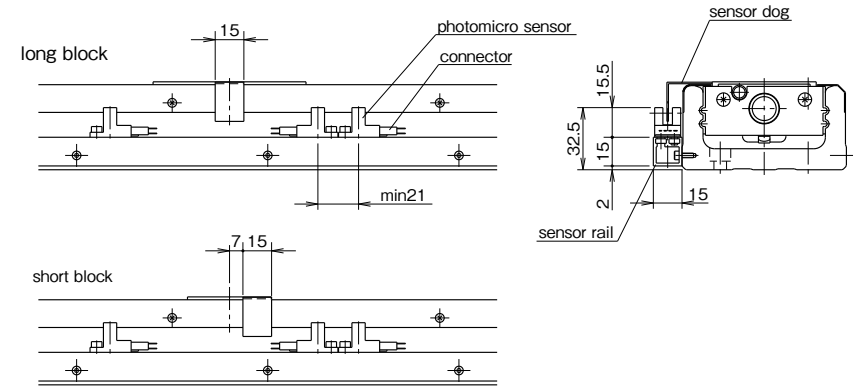 15
long block
photomicro sensor
connector
min21
sensor dog
15.5
32.5
15
2
15
sensor rail
7 15
short block